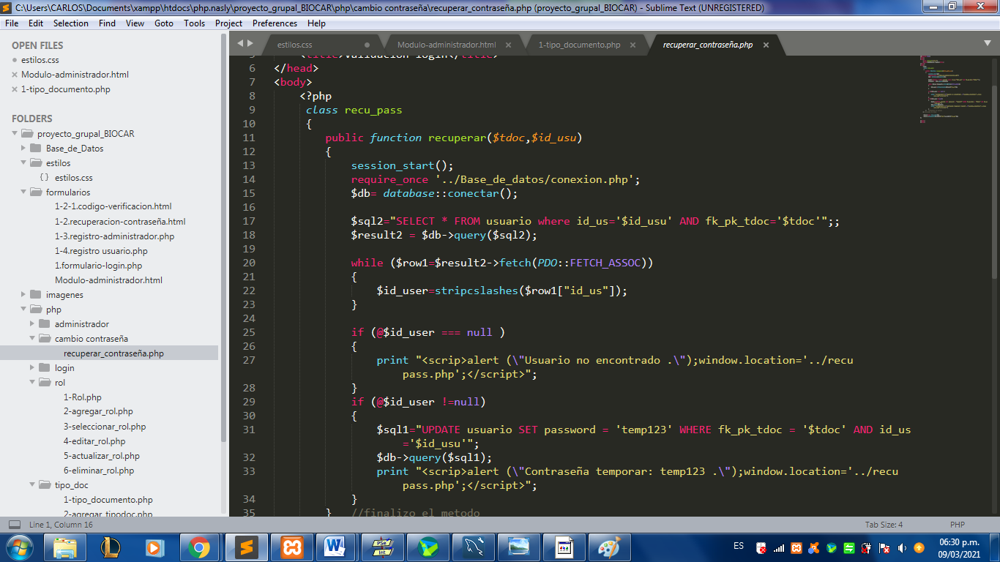 C:\Users\CARLOS\Documents\xampp\htdocs\php.nasly\proyecto_grupal_BIOCAR\php\cambio contraseña\recuperar_contraseña.php (proyecto_grupal_BIOCAR) - Sublime Text (UNREGISTERED)
File Edit Selection Find View Goto Tools Project Preferences Help
OPEN FILES
estilos.css
Modulo-administrador.html
1-tipo_documento.php
FOLDERS
proyecto_grupal_BIOCAR
Base_de_Datos
estilos
estilos.css
formularios
1-2-1.codigo-verificacion.html
1-2.recuperacion-contraseña.html
1-3.registro-administrador.php
1-4.registro usuario.php
1.formulario-login.php
Modulo-administrador.html
imagenes
php
administrador
cambio contraseña
recuperar_contraseña.php
login
rol
1-Rol.php
2-agregar_rol.php
3-seleccionar_rol.php
4-editar_rol.php
5-actualizar_rol.php
6-eliminar_rol.php
tipo_doc
1-tipo_documento.php
2-agregar_tipodoc.php
estilos.css Modulo-administrador.html 1-tipo_documento.php recuperar_contraseña.php
5 <title>Validacion login</title>
6 </head>
7 <body>
8 <?php
9 class recu_pass
10 {
11 public function recuperar($tdoc,$id_usu)
12 {
13 session_start();
14 require_once '../Base_de_datos/conexion.php';
15 $db= database::conectar();
16
17 $sql2="SELECT * FROM usuario where id_us='$id_usu' AND fk_pk_tdoc='$tdoc'";;
18 $result2 = $db->query($sql2);
19
20 while ($row1=$result2->fetch(PDO::FETCH_ASSOC))
21 {
22 $id_user=stripcslashes($row1["id_us"]);
23 }
24
25 if (@$id_user === null )
26 {
27 print "<scrip>alert (\"Usuario no encontrado .\");window.location='../recu
pass.php';</script>";
28 }
29 if (@$id_user !=null)
30 {
31 $sql1="UPDATE usuario SET password = 'temp123' WHERE fk_pk_tdoc = '$tdoc' AND id_us
='$id_usu'";
32 $db->query($sql1);
33 print "<scrip>alert (\"Contraseña temporar: temp123 .\");window.location='../recu
pass.php';</script>";
34 }
35 } //finalizo el metodo
Line 1, Column 16 Tab Size: 4 PHP
ES 06:30 p.m.
09/03/2021